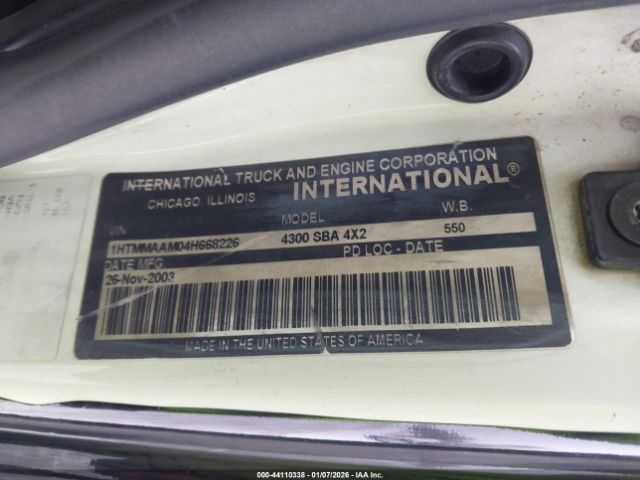 INTERNATIONAL TRUCK AND ENGINE CORPORATION
CHICAGO, ILLINOIS INTERNATIONAL®
VIN MODEL W.B.
1HTMMAAM04H668226 4300 SBA 4X2 550
DATE MFG PD LOC - DATE
26-Nov-2003
MADE IN THE UNITED STATES OF AMERICA
000-44110338 - 01/07/2026 - IAA Inc.